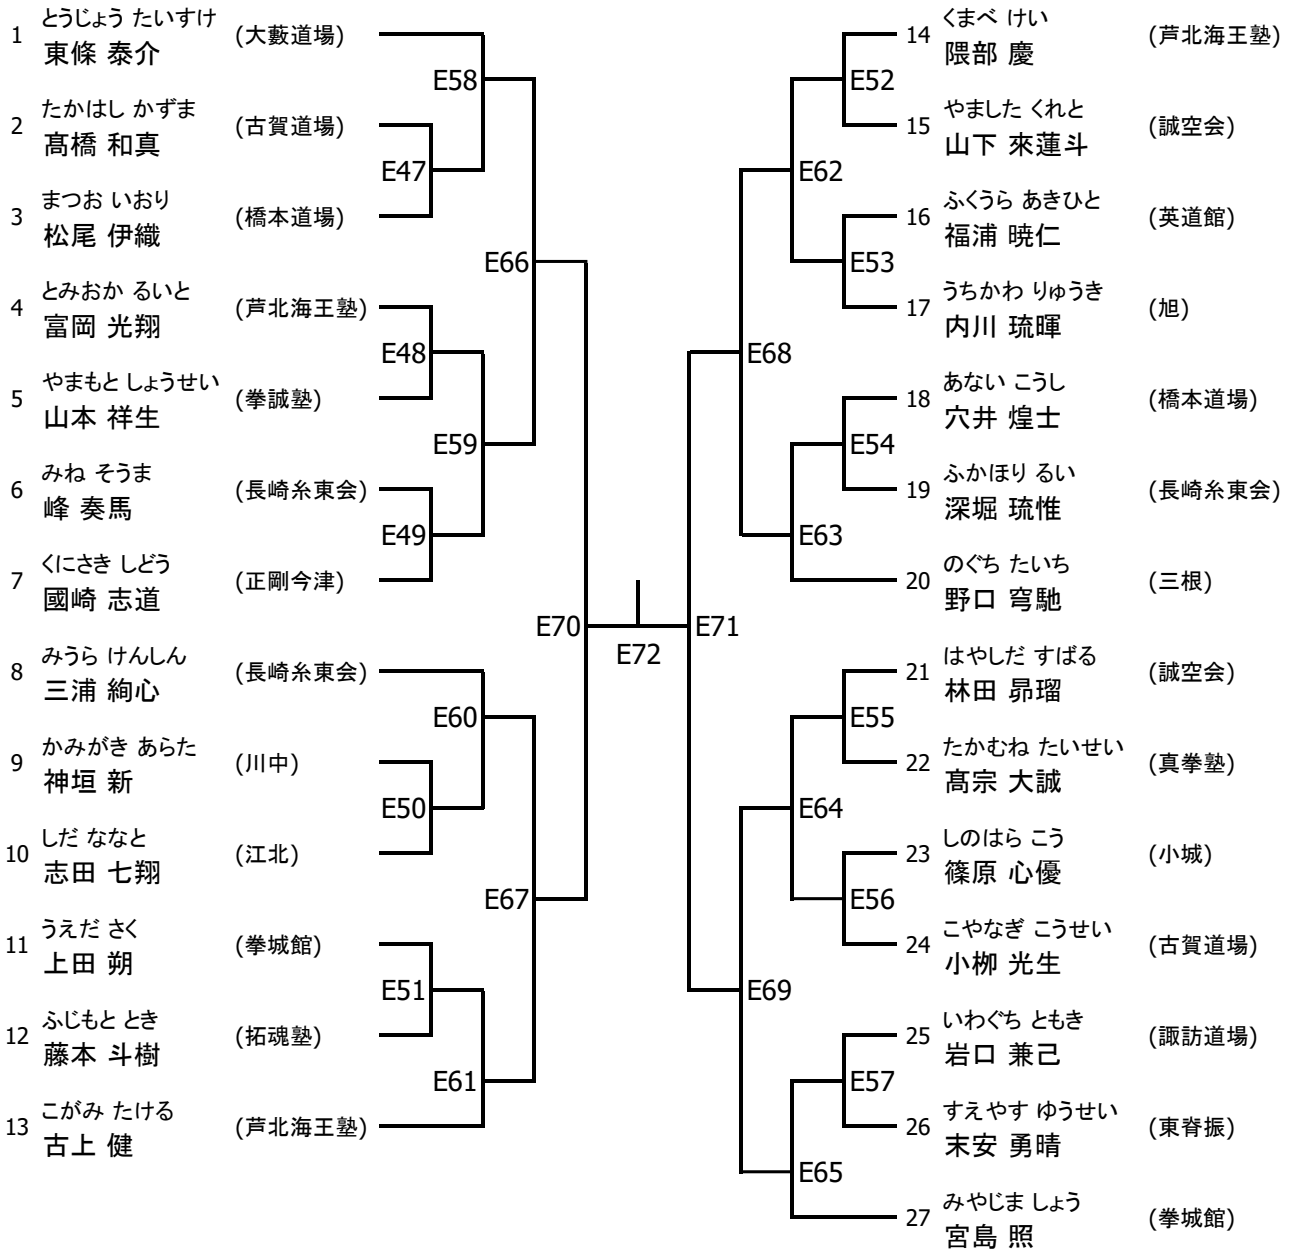 とうじょう たいすけ
1 東條 泰介 (大藪道場)
たかはし かずま
2 髙橋 和真 (古賀道場)
まつお いおり
3 松尾 伊織 (橋本道場)
とみおか るいと
4 富岡 光翔 (芦北海王塾)
やまもと しょうせい
5 山本 祥生 (拳誠塾)
みね そうま
6 峰 奏馬 (長崎糸東会)
くにさき しどう
7 國崎 志道 (正剛今津)
みうら けんしん
8 三浦 絢心 (長崎糸東会)
かみがき あらた
9 神垣 新 (川中)
しだ ななと
10 志田 七翔 (江北)
うえだ さく
11 上田 朔 (拳城館)
ふじもと とき
12 藤本 斗樹 (拓魂塾)
こがみ たける
13 古上 健 (芦北海王塾)
E58
E47
E66
E48
E59
E49
E70
E60
E50
E67
E51
E61
E72
E52
E62
E53
E68
E54
E63
E71
E55
E64
E56
E69
E57
E65
くまべ けい
14 隈部 慶 (芦北海王塾)
やました くれと
15 山下 來蓮斗 (誠空会)
ふくうら あきひと
16 福浦 暁仁 (英道館)
うちかわ りゅうき
17 内川 琉暉 (旭)
あない こうし
18 穴井 煌士 (橋本道場)
ふかほり るい
19 深堀 琉惟 (長崎糸東会)
のぐち たいち
20 野口 穹馳 (三根)
はやしだ すばる
21 林田 昴瑠 (誠空会)
たかむね たいせい
22 髙宗 大誠 (真拳塾)
しのはら こう
23 篠原 心優 (小城)
こやなぎ こうせい
24 小栁 光生 (古賀道場)
いわぐち ともき
25 岩口 兼己 (諏訪道場)
すえやす ゆうせい
26 末安 勇晴 (東脊振)
みやじま しょう
27 宮島 照 (拳城館)